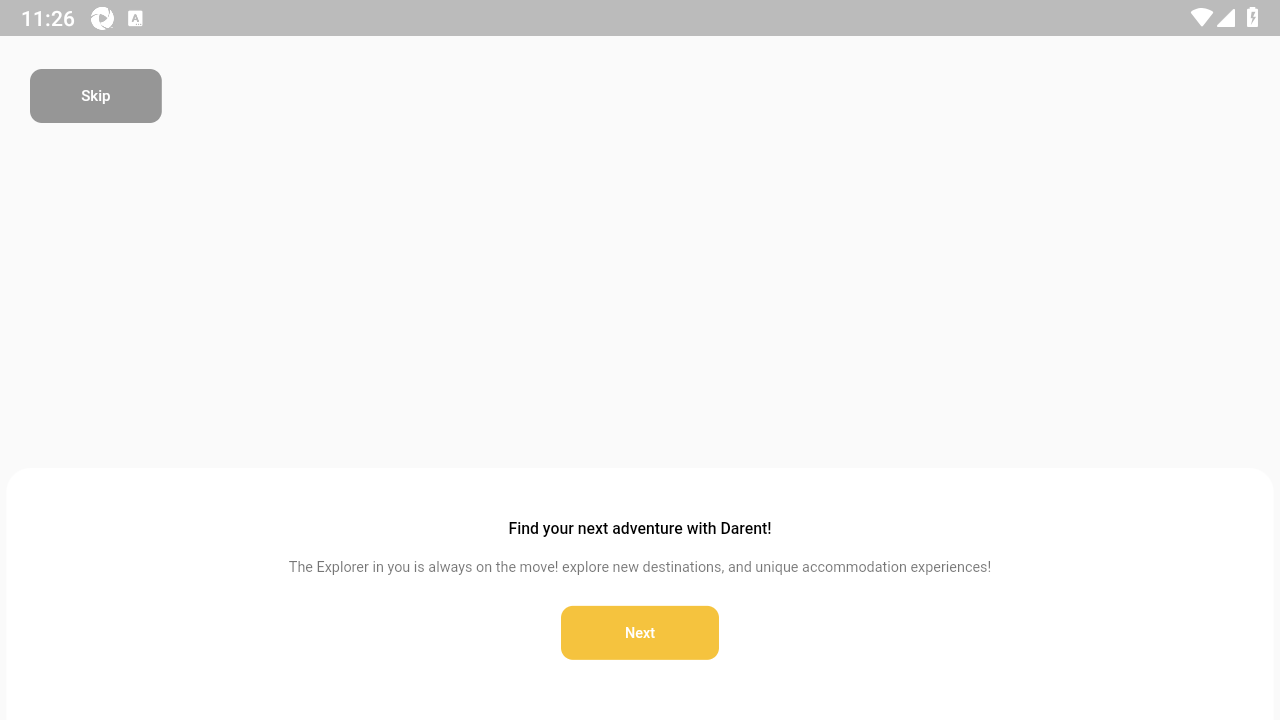 11:26
Skip
Find your next adventure with Darent!
The Explorer in you is always on the move! explore new destinations, and unique accommodation experiences!
Next